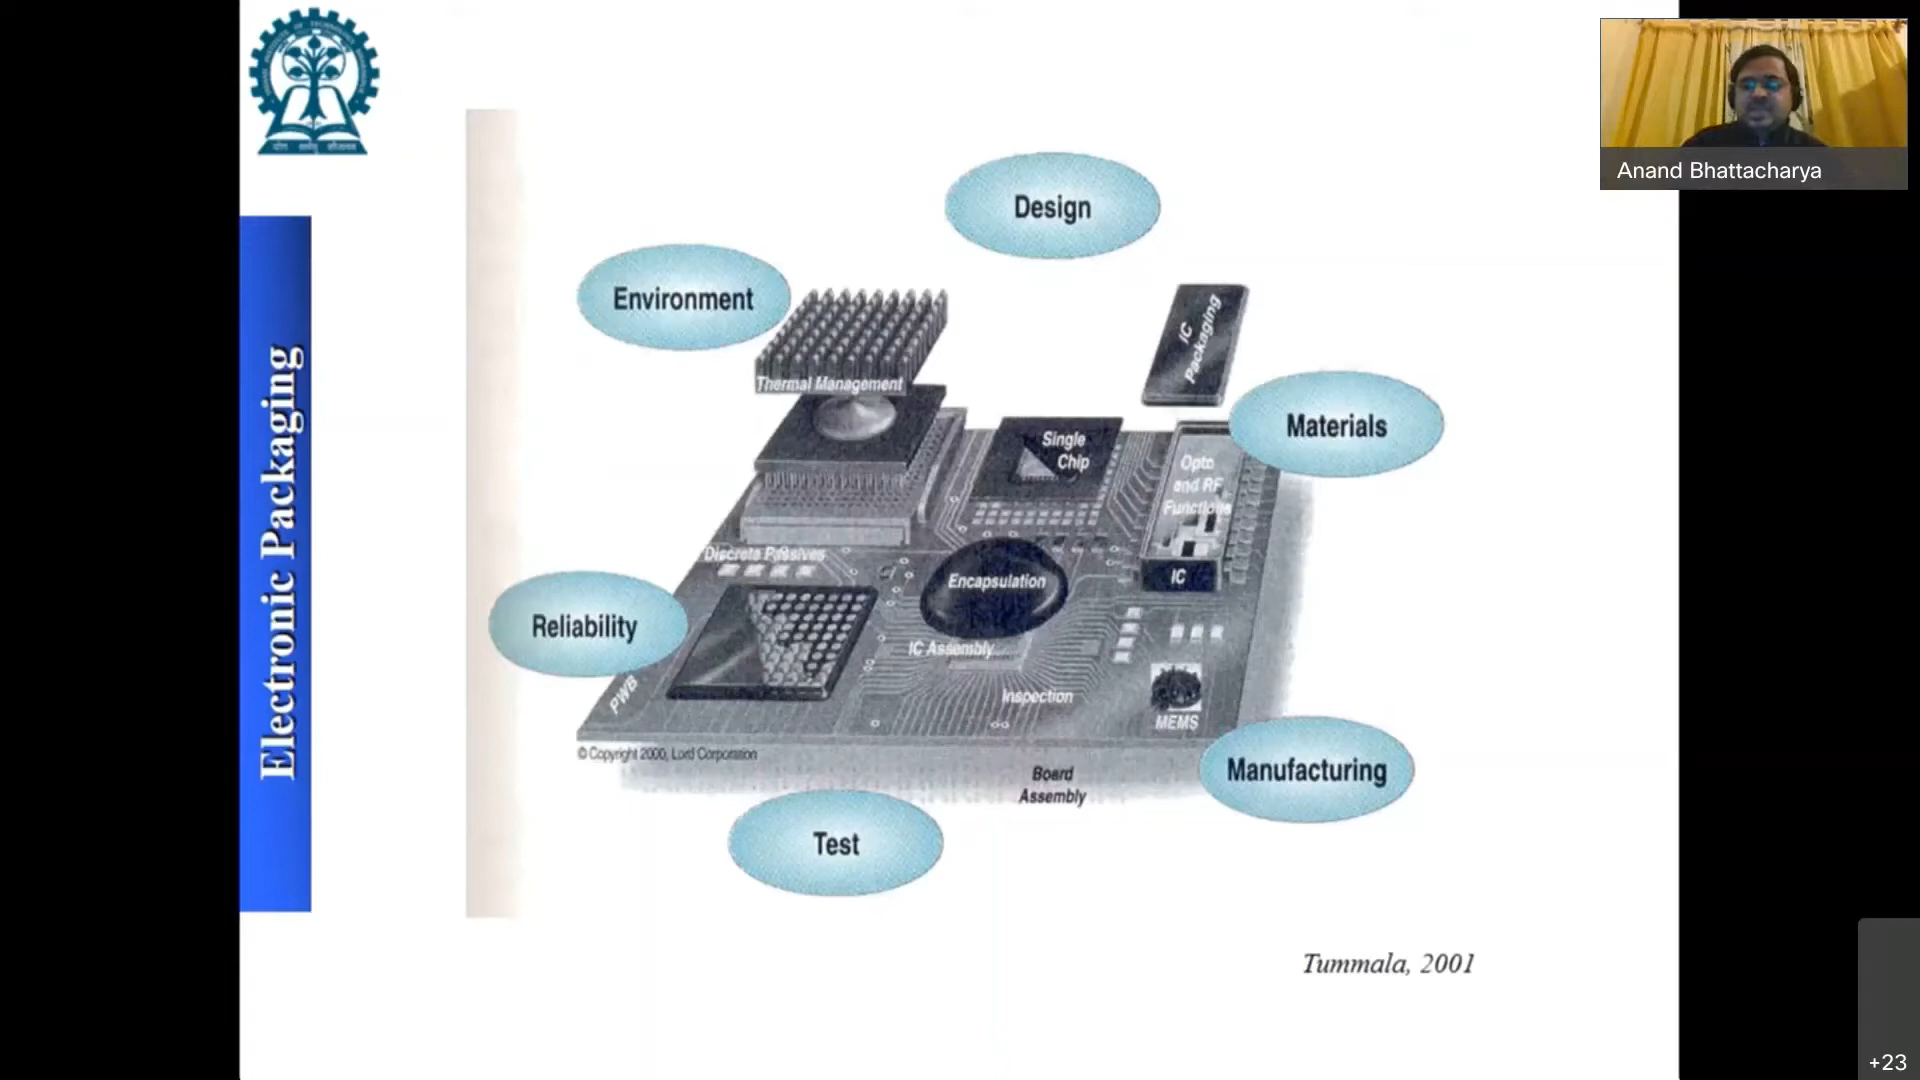 Electronic Packaging
Design
Environment
IC
Packaging
Thermal Management
Materials
Single
Chip
Opto
and RF
Functions
Discrete Passives
IC
Encapsulation
Reliability
IC Assembly
PWB
Inspection
MEMS
© Copyright 2000, Lord Corporation
Board
Assembly
Manufacturing
Test
Tummala, 2001
Anand Bhattacharya
+23